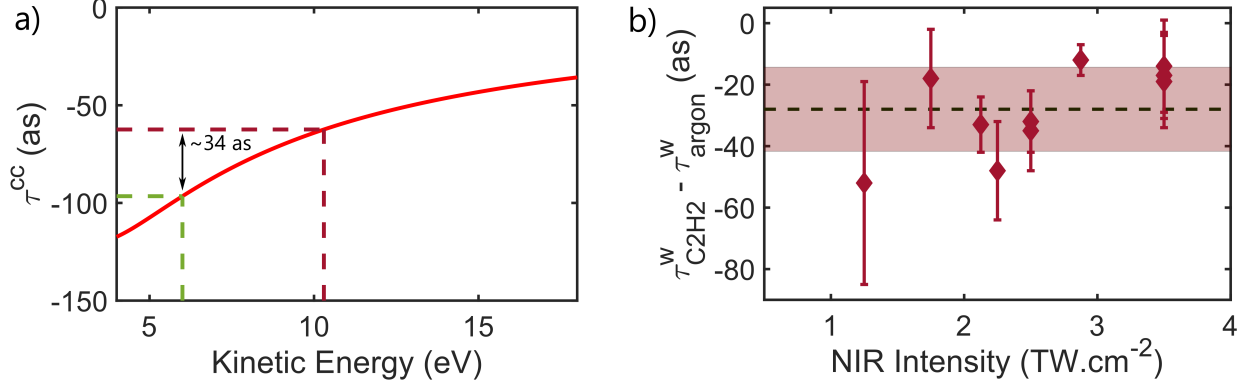 a)
0
-50
-100
-150
τ^cc (as)
~34 as
5
10
15
Kinetic Energy (eV)
b)
0
-20
-40
-60
-80
τ^w_C2H2 - τ^w_argon (as)
1
2
3
4
NIR Intensity (TW.cm^-2)